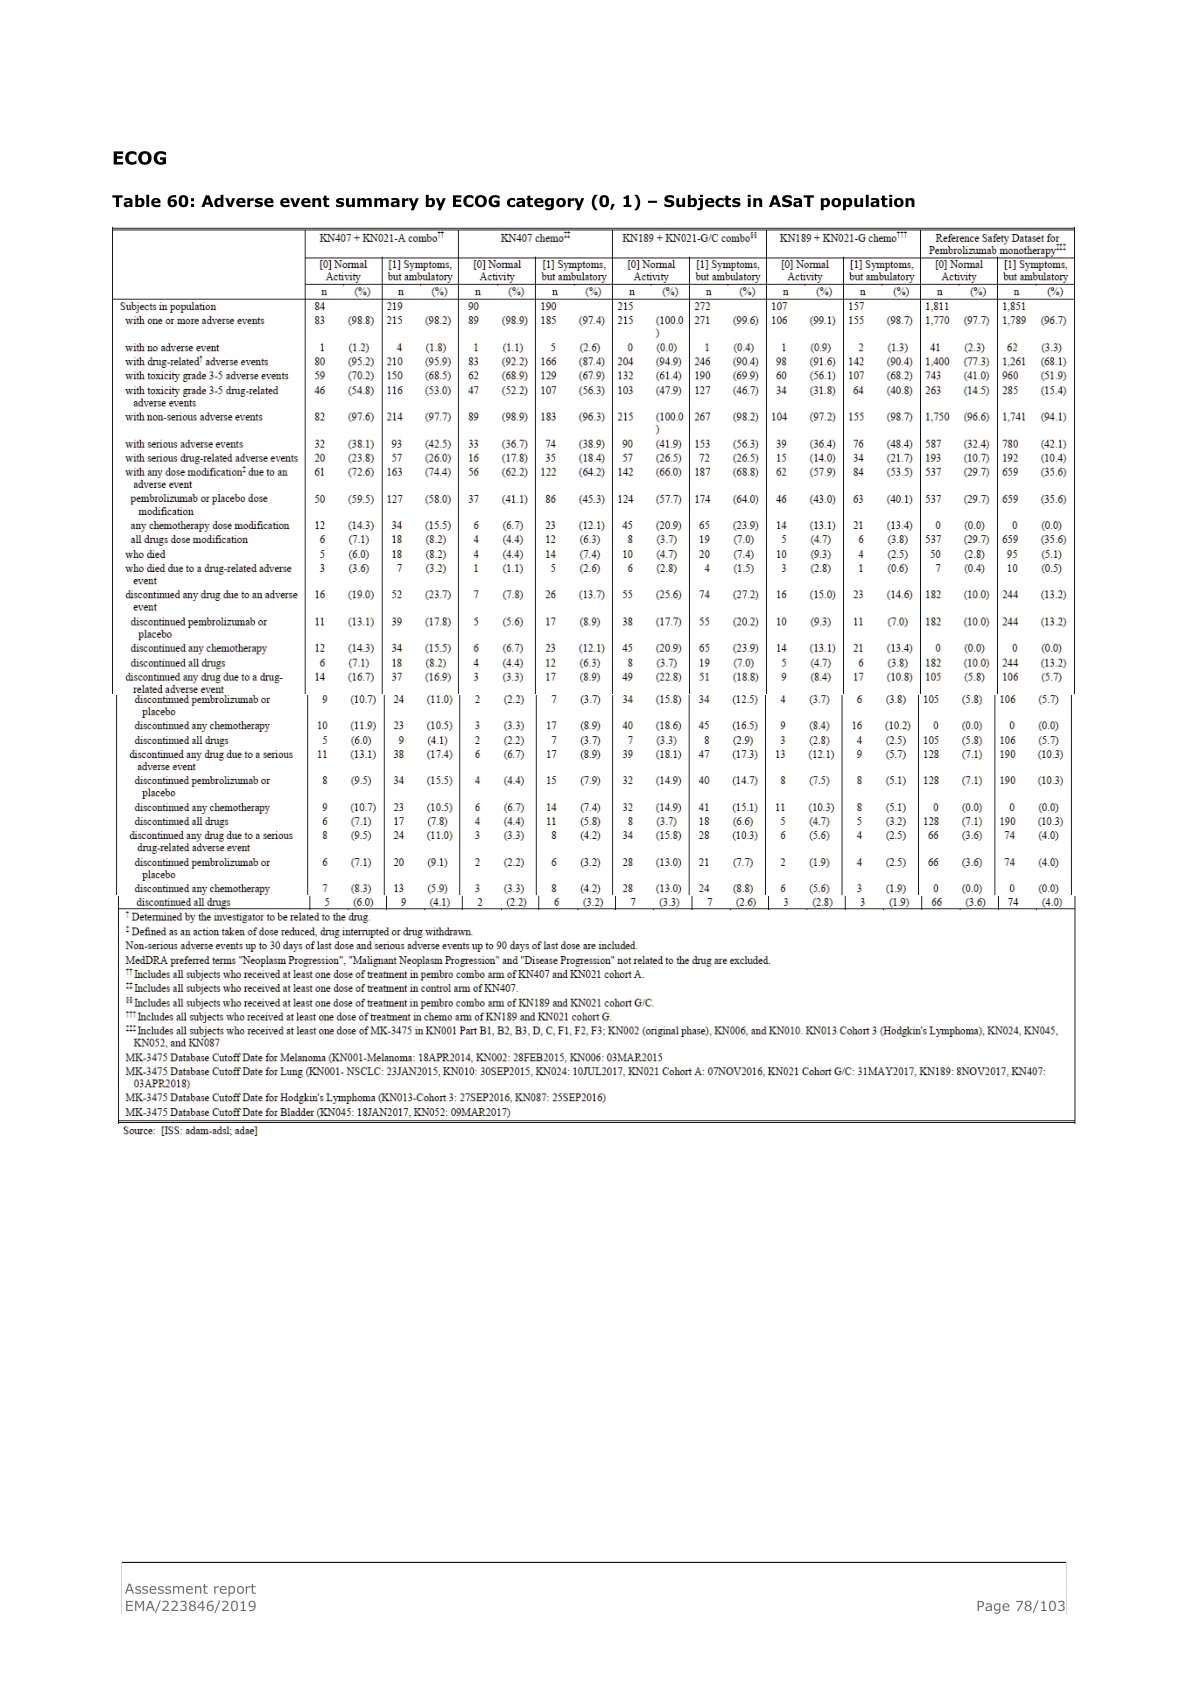 ECOG
Table 60: Adverse event summary by ECOG category (0, 1) – Subjects in ASaT population
KN407 + KN021-A combo†† KN407 chemo‡‡ KN189 + KN021-G/C combo§§ KN189 + KN021-G chemo††† Reference Safety Dataset for
Pembrolizumab monotherapy‡‡‡
[0] Normal [1] Symptoms, [0] Normal [1] Symptoms, [0] Normal [1] Symptoms, [0] Normal [1] Symptoms, [0] Normal [1] Symptoms,
Activity but ambulatory Activity but ambulatory Activity but ambulatory Activity but ambulatory Activity but ambulatory
n (%) n (%) n (%) n (%) n (%) n (%) n (%) n (%) n (%) n (%)
Subjects in population 84 219 90 190 215 272 107 157 1,811 1,851
with one or more adverse events 83 (98.8) 215 (98.2) 89 (98.9) 185 (97.4) 215 (100.0 271 (99.6) 106 (99.1) 155 (98.7) 1,770 (97.7) 1,789 (96.7)
)
with no adverse event 1 (1.2) 4 (1.8) 1 (1.1) 5 (2.6) 0 (0.0) 1 (0.4) 1 (0.9) 2 (1.3) 41 (2.3) 62 (3.3)
with drug-related† adverse events 80 (95.2) 210 (95.9) 83 (92.2) 166 (87.4) 204 (94.9) 246 (90.4) 98 (91.6) 142 (90.4) 1,400 (77.3) 1,261 (68.1)
with toxicity grade 3-5 adverse events 59 (70.2) 150 (68.5) 62 (68.9) 129 (67.9) 132 (61.4) 190 (69.9) 60 (56.1) 107 (68.2) 743 (41.0) 960 (51.9)
with toxicity grade 3-5 drug-related 46 (54.8) 116 (53.0) 47 (52.2) 107 (56.3) 103 (47.9) 127 (46.7) 34 (31.8) 64 (40.8) 263 (14.5) 285 (15.4)
adverse events
with non-serious adverse events 82 (97.6) 214 (97.7) 89 (98.9) 183 (96.3) 215 (100.0 267 (98.2) 104 (97.2) 155 (98.7) 1,750 (96.6) 1,741 (94.1)
)
with serious adverse events 32 (38.1) 93 (42.5) 33 (36.7) 74 (38.9) 90 (41.9) 153 (56.3) 39 (36.4) 76 (48.4) 587 (32.4) 780 (42.1)
with serious drug-related adverse events 20 (23.8) 57 (26.0) 16 (17.8) 35 (18.4) 57 (26.5) 72 (26.5) 15 (14.0) 34 (21.7) 193 (10.7) 192 (10.4)
with any dose modification‡ due to an 61 (72.6) 163 (74.4) 56 (62.2) 122 (64.2) 142 (66.0) 187 (68.8) 62 (57.9) 84 (53.5) 537 (29.7) 659 (35.6)
adverse event
pembrolizumab or placebo dose 50 (59.5) 127 (58.0) 37 (41.1) 86 (45.3) 124 (57.7) 174 (64.0) 46 (43.0) 63 (40.1) 537 (29.7) 659 (35.6)
modification
any chemotherapy dose modification 12 (14.3) 34 (15.5) 6 (6.7) 23 (12.1) 45 (20.9) 65 (23.9) 14 (13.1) 21 (13.4) 0 (0.0) 0 (0.0)
all drugs dose modification 6 (7.1) 18 (8.2) 4 (4.4) 12 (6.3) 8 (3.7) 19 (7.0) 5 (4.7) 6 (3.8) 537 (29.7) 659 (35.6)
who died 5 (6.0) 18 (8.2) 4 (4.4) 14 (7.4) 10 (4.7) 20 (7.4) 10 (9.3) 4 (2.5) 50 (2.8) 95 (5.1)
who died due to a drug-related adverse 3 (3.6) 7 (3.2) 1 (1.1) 5 (2.6) 6 (2.8) 4 (1.5) 3 (2.8) 1 (0.6) 7 (0.4) 10 (0.5)
event
discontinued any drug due to an adverse 16 (19.0) 52 (23.7) 7 (7.8) 26 (13.7) 55 (25.6) 74 (27.2) 16 (15.0) 23 (14.6) 182 (10.0) 244 (13.2)
event
discontinued pembrolizumab or 11 (13.1) 39 (17.8) 5 (5.6) 17 (8.9) 38 (17.7) 55 (20.2) 10 (9.3) 11 (7.0) 182 (10.0) 244 (13.2)
placebo
discontinued any chemotherapy 12 (14.3) 34 (15.5) 6 (6.7) 23 (12.1) 45 (20.9) 65 (23.9) 14 (13.1) 21 (13.4) 0 (0.0) 0 (0.0)
discontinued all drugs 6 (7.1) 18 (8.2) 4 (4.4) 12 (6.3) 8 (3.7) 19 (7.0) 5 (4.7) 6 (3.8) 182 (10.0) 244 (13.2)
discontinued any drug due to a drug- 14 (16.7) 37 (16.9) 3 (3.3) 17 (8.9) 49 (22.8) 51 (18.8) 9 (8.4) 17 (10.8) 105 (5.8) 106 (5.7)
related adverse event
discontinued pembrolizumab or 9 (10.7) 24 (11.0) 2 (2.2) 7 (3.7) 34 (15.8) 34 (12.5) 4 (3.7) 6 (3.8) 105 (5.8) 106 (5.7)
placebo
discontinued any chemotherapy 10 (11.9) 23 (10.5) 3 (3.3) 17 (8.9) 40 (18.6) 45 (16.5) 9 (8.4) 16 (10.2) 0 (0.0) 0 (0.0)
discontinued all drugs 5 (6.0) 9 (4.1) 2 (2.2) 7 (3.7) 7 (3.3) 8 (2.9) 3 (2.8) 4 (2.5) 105 (5.8) 106 (5.7)
discontinued any drug due to a serious 11 (13.1) 38 (17.4) 6 (6.7) 17 (8.9) 39 (18.1) 47 (17.3) 13 (12.1) 9 (5.7) 128 (7.1) 190 (10.3)
adverse event
discontinued pembrolizumab or 8 (9.5) 34 (15.5) 4 (4.4) 15 (7.9) 32 (14.9) 40 (14.7) 8 (7.5) 8 (5.1) 128 (7.1) 190 (10.3)
placebo
discontinued any chemotherapy 9 (10.7) 23 (10.5) 6 (6.7) 14 (7.4) 32 (14.9) 41 (15.1) 11 (10.3) 8 (5.1) 0 (0.0) 0 (0.0)
discontinued all drugs 6 (7.1) 17 (7.8) 4 (4.4) 11 (5.8) 8 (3.7) 18 (6.6) 5 (4.7) 5 (3.2) 128 (7.1) 190 (10.3)
discontinued any drug due to a serious 8 (9.5) 24 (11.0) 3 (3.3) 8 (4.2) 34 (15.8) 28 (10.3) 6 (5.6) 4 (2.5) 66 (3.6) 74 (4.0)
drug-related adverse event
discontinued pembrolizumab or 6 (7.1) 20 (9.1) 2 (2.2) 6 (3.2) 28 (13.0) 21 (7.7) 2 (1.9) 4 (2.5) 66 (3.6) 74 (4.0)
placebo
discontinued any chemotherapy 7 (8.3) 13 (5.9) 3 (3.3) 8 (4.2) 28 (13.0) 24 (8.8) 6 (5.6) 3 (1.9) 0 (0.0) 0 (0.0)
discontinued all drugs 5 (6.0) 9 (4.1) 2 (2.2) 6 (3.2) 7 (3.3) 7 (2.6) 3 (2.8) 3 (1.9) 66 (3.6) 74 (4.0)
† Determined by the investigator to be related to the drug.
‡ Defined as an action taken of dose reduced, drug interrupted or drug withdrawn.
Non-serious adverse events up to 30 days of last dose and serious adverse events up to 90 days of last dose are included.
MedDRA preferred terms "Neoplasm Progression", "Malignant Neoplasm Progression" and "Disease Progression" not related to the drug are excluded.
†† Includes all subjects who received at least one dose of treatment in pembro combo arm of KN407 and KN021 cohort A.
‡‡ Includes all subjects who received at least one dose of treatment in control arm of KN407.
§§ Includes all subjects who received at least one dose of treatment in pembro combo arm of KN189 and KN021 cohort G/C.
††† Includes all subjects who received at least one dose of treatment in chemo arm of KN189 and KN021 cohort G.
‡‡‡ Includes all subjects who received at least one dose of MK-3475 in KN001 Part B1, B2, B3, D, C, F1, F2, F3; KN002 (original phase), KN006, and KN010. KN013 Cohort 3 (Hodgkin's Lymphoma), KN024, KN045,
KN052, and KN087
MK-3475 Database Cutoff Date for Melanoma (KN001-Melanoma: 18APR2014, KN002: 28FEB2015, KN006: 03MAR2015
MK-3475 Database Cutoff Date for Lung (KN001- NSCLC: 23JAN2015, KN010: 30SEP2015, KN024: 10JUL2017, KN021 Cohort A: 07NOV2016, KN021 Cohort G/C: 31MAY2017, KN189: 8NOV2017, KN407:
03APR2018)
MK-3475 Database Cutoff Date for Hodgkin's Lymphoma (KN013-Cohort 3: 27SEP2016, KN087: 25SEP2016)
MK-3475 Database Cutoff Date for Bladder (KN045: 18JAN2017, KN052: 09MAR2017)
Source: [ISS: adam-adsl; adae]
Assessment report
EMA/223846/2019 Page 78/103